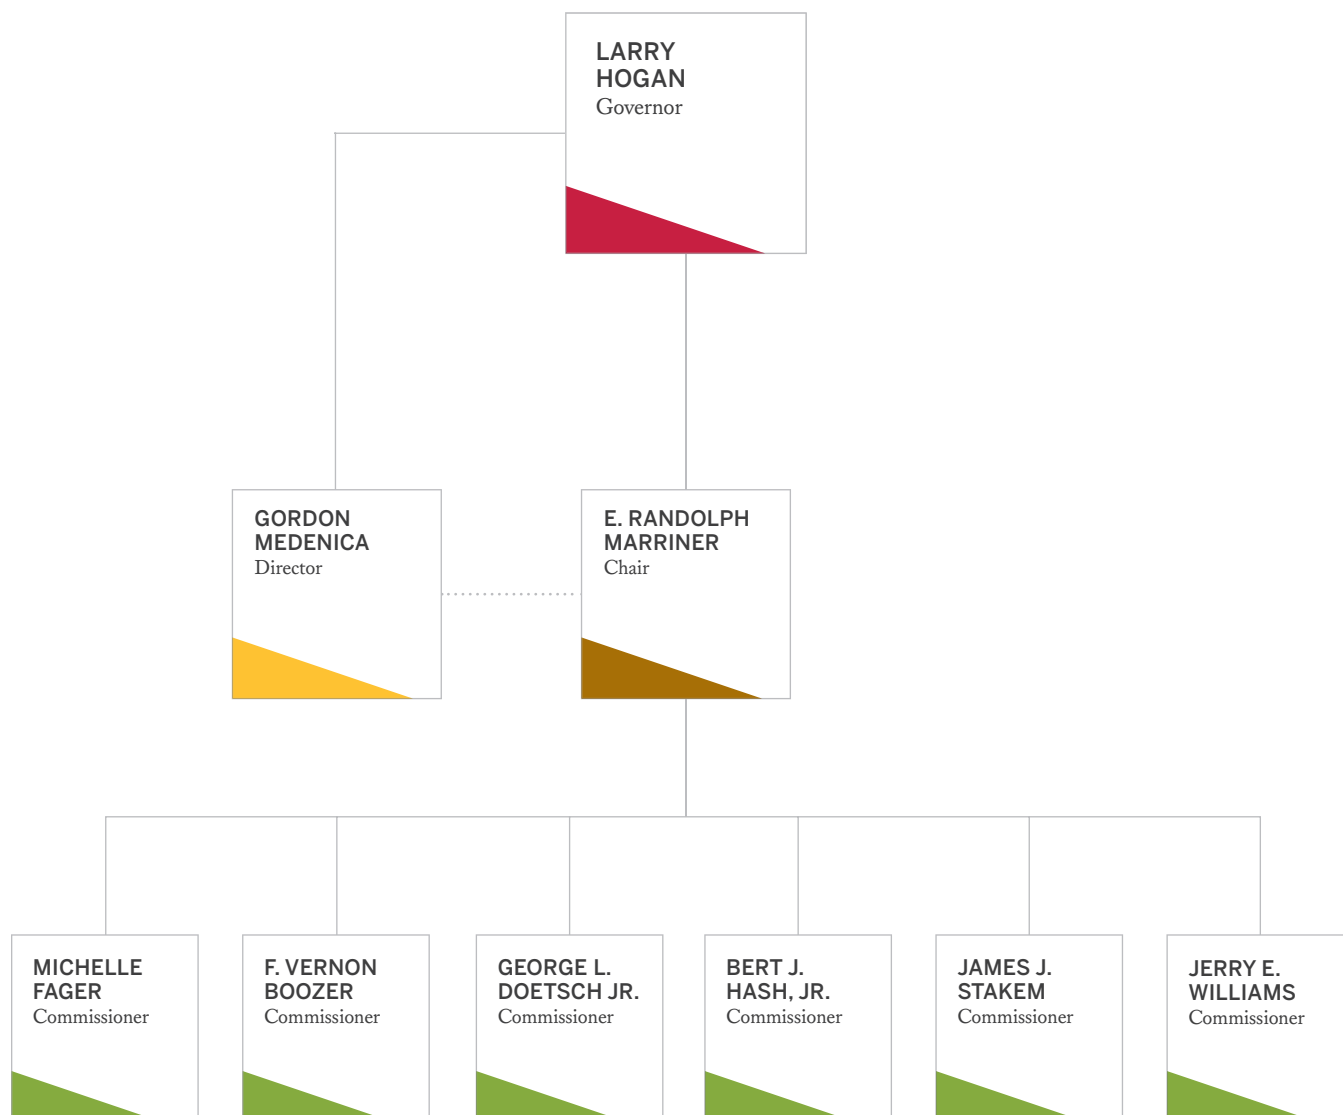 LARRY
HOGAN
Governor
GORDON
MEDENICA
Director
E. RANDOLPH
MARRINER
Chair
MICHELLE
FAGER
Commissioner
F. VERNON
BOOZER
Commissioner
GEORGE L.
DOETSCH JR.
Commissioner
BERT J.
HASH, JR.
Commissioner
JAMES J.
STAKEM
Commissioner
JERRY E.
WILLIAMS
Commissioner